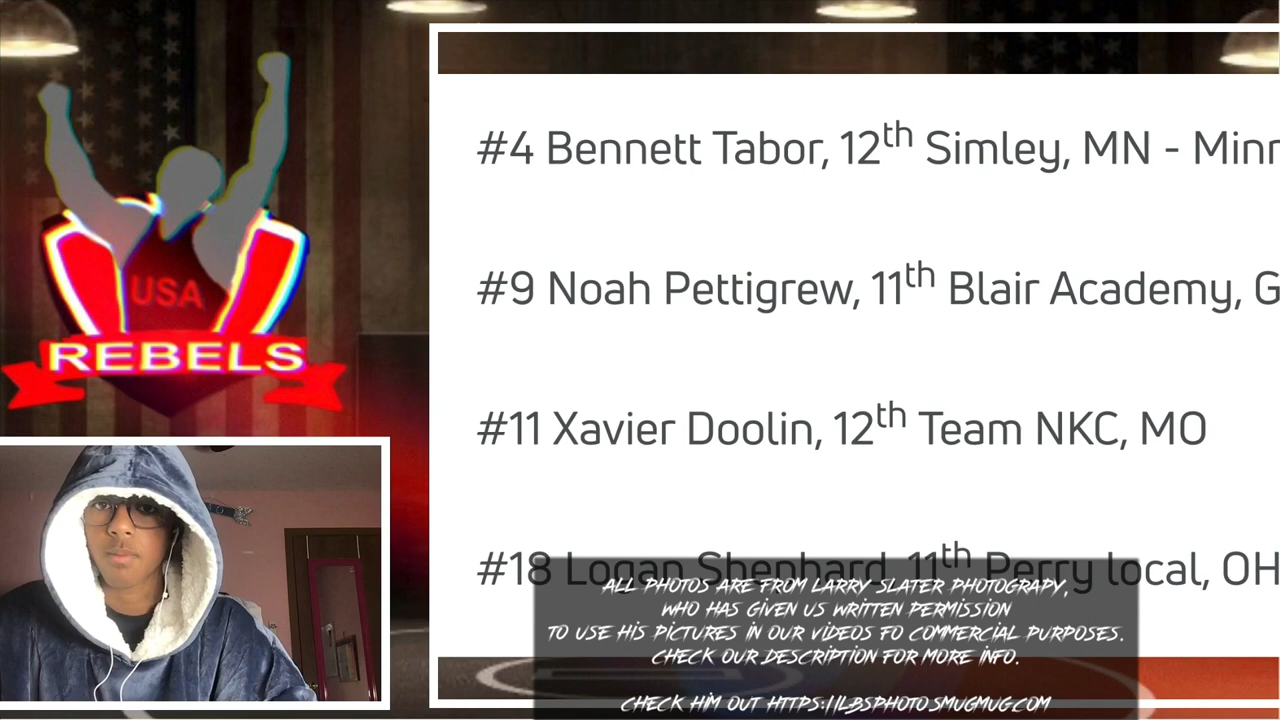 USA
REBELS
#4 Bennett Tabor, 12th Simley, MN - Minn
#9 Noah Pettigrew, 11th Blair Academy, G
#11 Xavier Doolin, 12th Team NKC, MO
#18 Logan Shephard, 11th Perry local, OH
ALL PHOTOS ARE FROM LARRY SLATER PHOTOGRAPY,
WHO HAS GIVEN US WRITTEN PERMISSION
TO USE HIS PICTURES IN OUR VIDEOS FO COMMERCIAL PURPOSES.
CHECK OUR DESCRIPTION FOR MORE INFO.
CHECK HIM OUT HTTPS://LBSPHOTO.SMUGMUG.COM